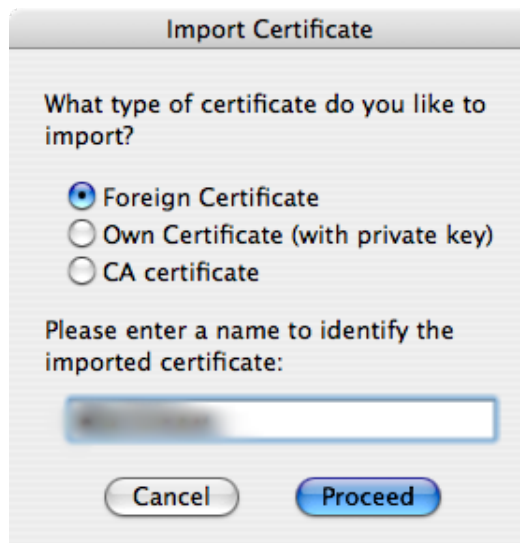 Import Certificate
What type of certificate do you like to
import?
Foreign Certificate
Own Certificate (with private key)
CA certificate
Please enter a name to identify the
imported certificate:
Cancel
Proceed